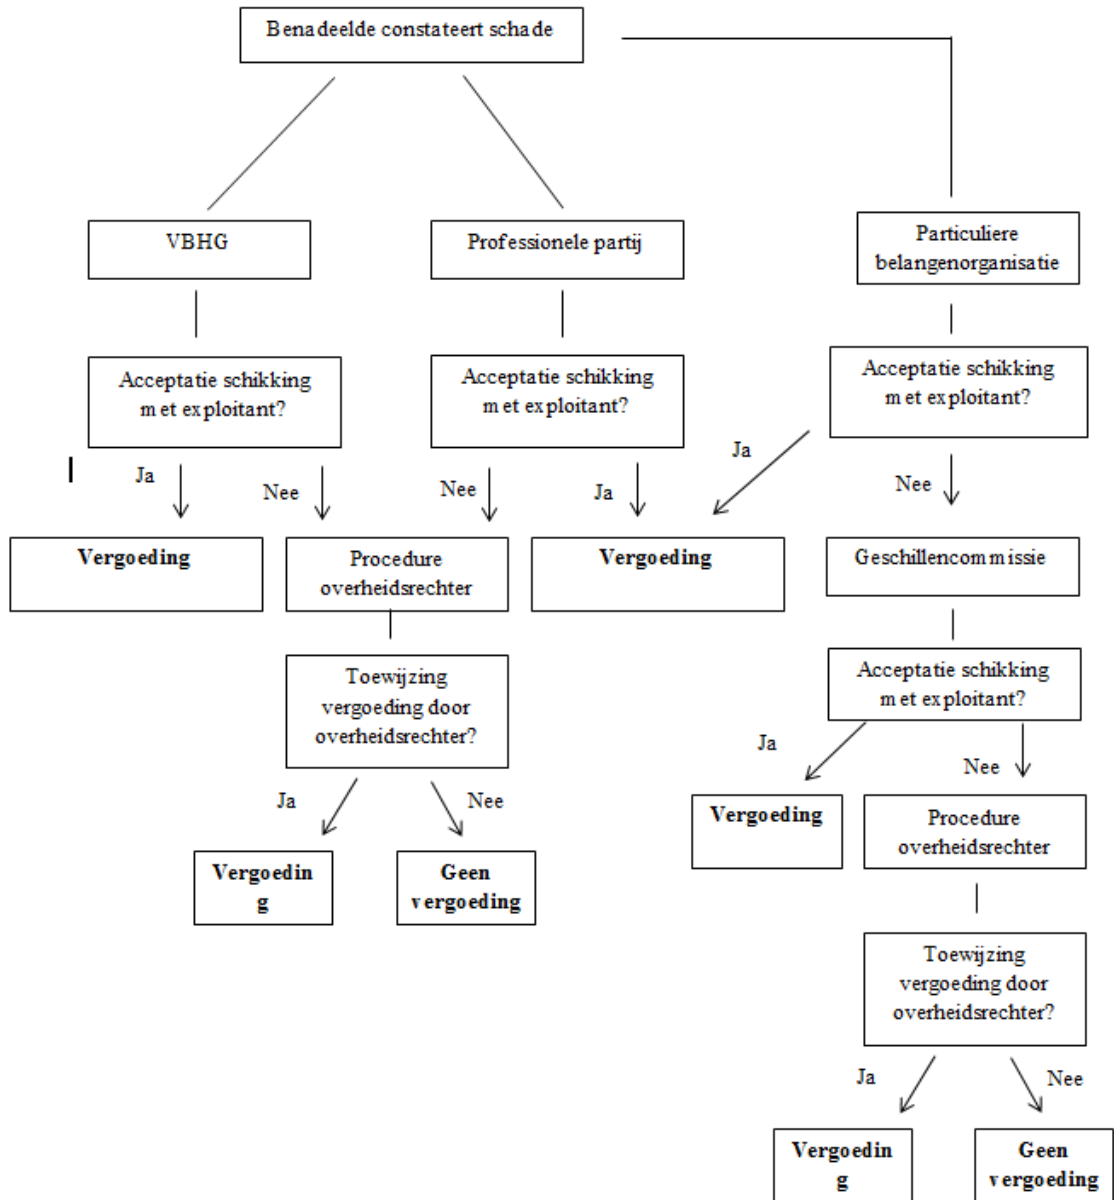 Benadeelde constateert schade
VBHG
Professionele partij
Particuliere
belangenorganisatie
Acceptatie schikking
met exploitant?
Acceptatie schikking
met exploitant?
Acceptatie schikking
met exploitant?
Ja
Nee
Nee
Ja
Ja
Nee
Vergoeding
Procedure
overheidsrechter
Vergoeding
Geschillencommissie
Toewijzing
vergoeding door
overheidsrechter?
Acceptatie schikking
met exploitant?
Ja
Nee
Ja
Nee
Vergoedin
g
Geen
vergoeding
Vergoeding
Procedure
overheidsrechter
Toewijzing
vergoeding door
overheidsrechter?
Ja
Nee
Vergoedin
g
Geen
vergoeding